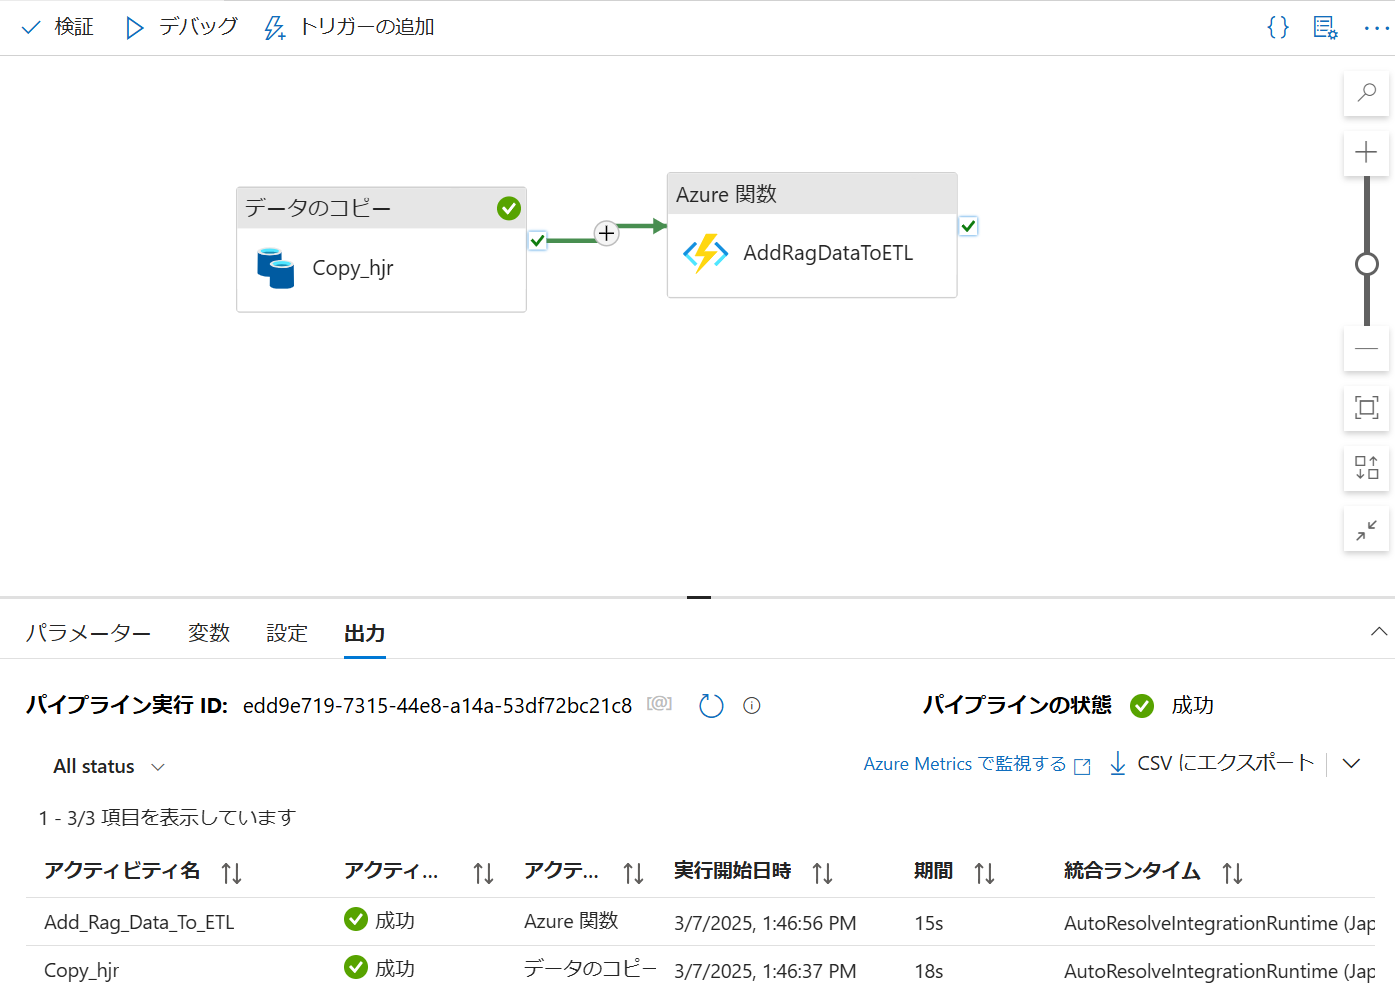 検証 デバッグ トリガーの追加 {}
データのコピー
Copy_hjr
Azure 関数
AddRagDataToETL
パラメーター 変数 設定 出力
パイプライン実行 ID: edd9e719-7315-44e8-a14a-53df72bc21c8 [@] パイプラインの状態 成功
All status Azure Metrics で監視する CSV にエクスポート
1 - 3/3 項目を表示しています
アクティビティ名 アクティ... アクテ... 実行開始日時 期間 統合ランタイム
Add_Rag_Data_To_ETL 成功 Azure 関数 3/7/2025, 1:46:56 PM 15s AutoResolveIntegrationRuntime (Jap
Copy_hjr 成功 データのコピー 3/7/2025, 1:46:37 PM 18s AutoResolveIntegrationRuntime (Jap